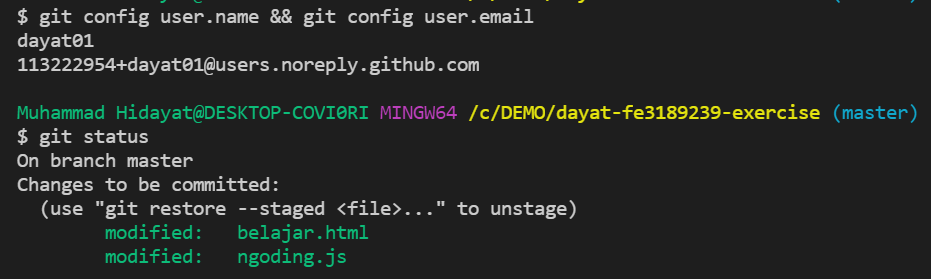 $ git config user.name && git config user.email
dayat01
113222954+dayat01@users.noreply.github.com
Muhammad Hidayat@DESKTOP-COVI0RI MINGW64 /c/DEMO/dayat-fe3189239-exercise (master)
$ git status
On branch master
Changes to be committed:
(use "git restore --staged <file>..." to unstage)
modified: belajar.html
modified: ngoding.js